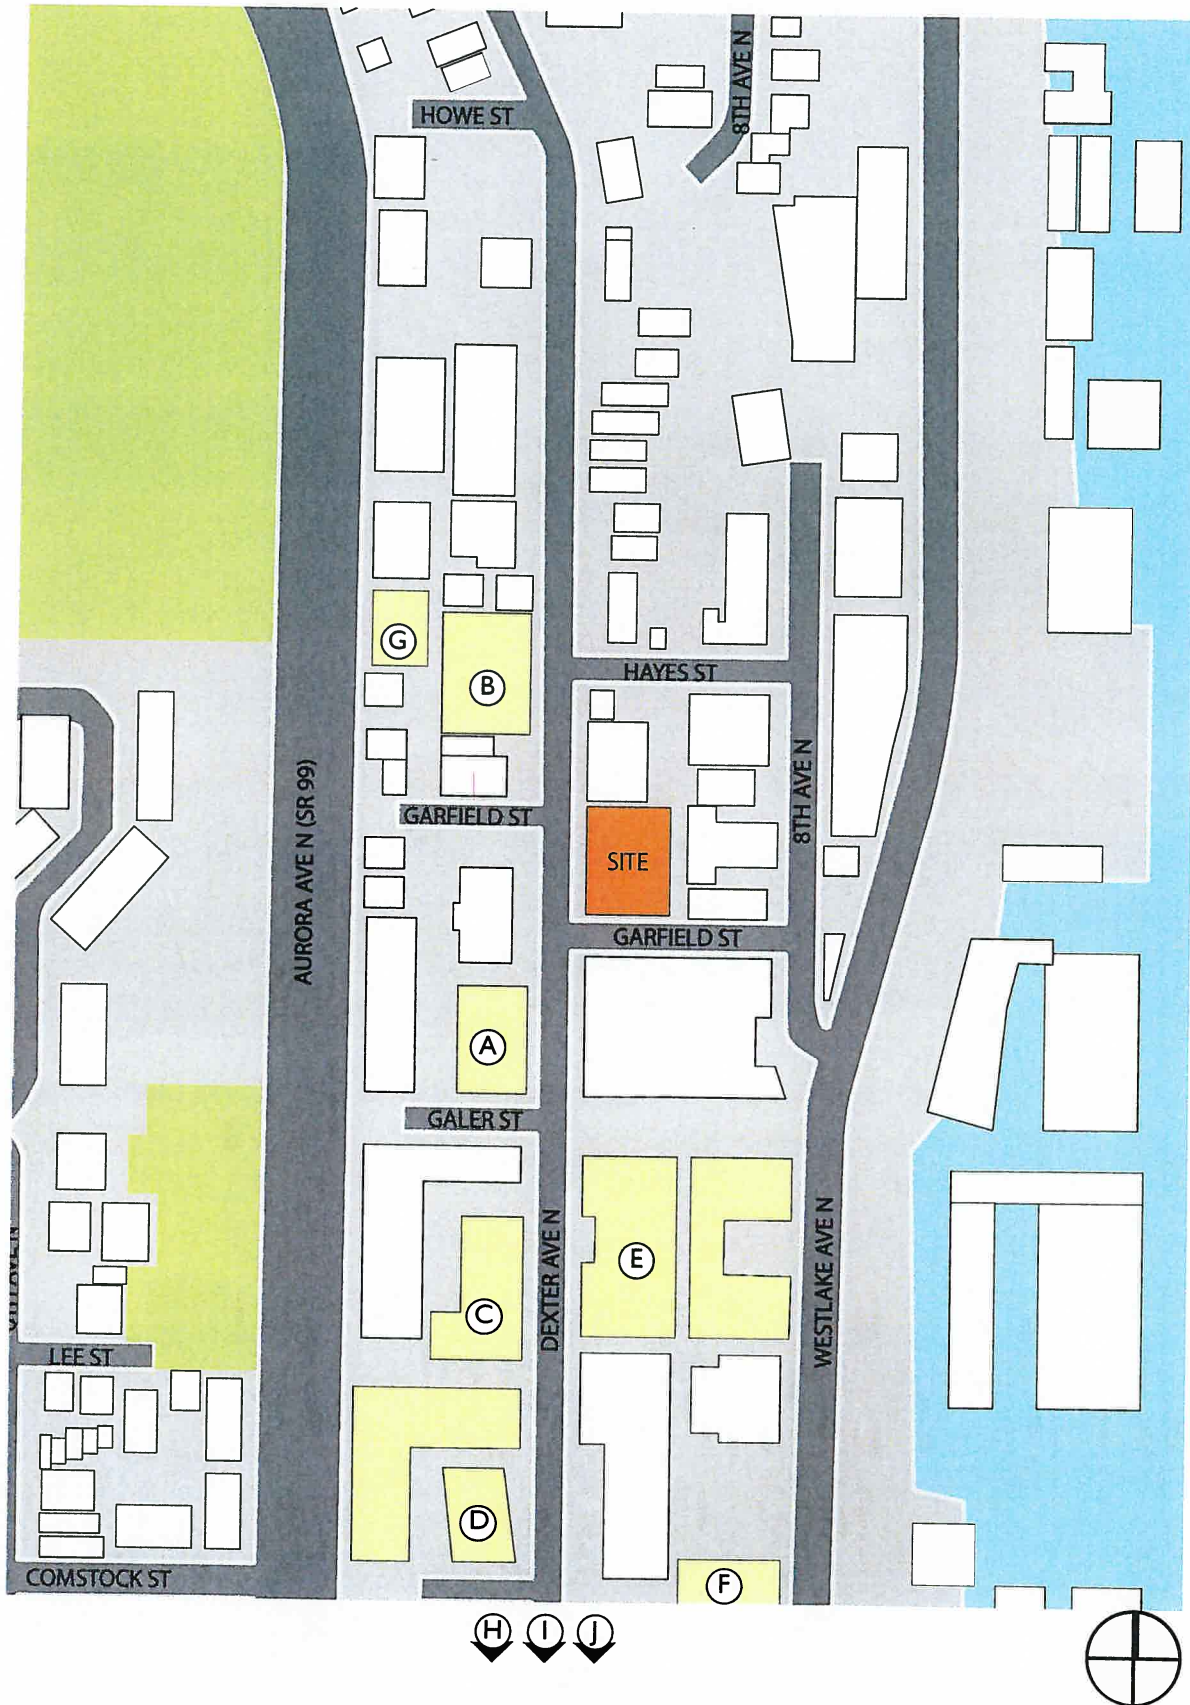 8TH AVE N
HOWE ST
G
HAYES ST
B
AURORA AVE N (SR 99)
8TH AVE N
GARFIELD ST
SITE
GARFIELD ST
A
GALER ST
DEXTER AVE N
WESTLAKE AVE N
E
C
LEE ST
D
COMSTOCK ST
F
H I J